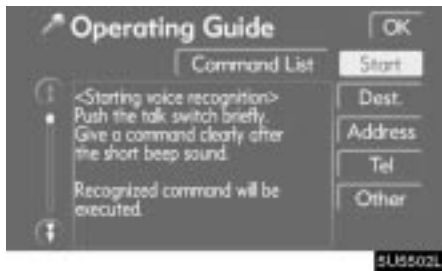 Operating Guide
OK
Command List
Start
<Starting voice recognition>
Push the talk switch briefly.
Give a command clearly after
the short beep sound.
Recognized command will be
executed.
Dest.
Address
Tel
Other
5U5502L